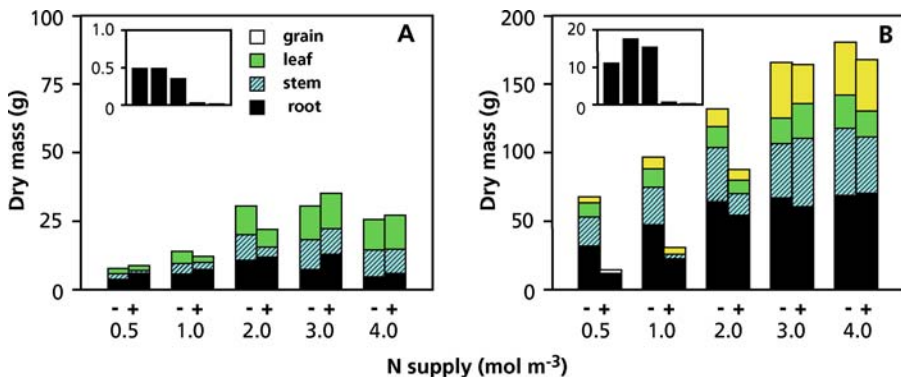 100
75
50
25
0
Dry mass (g)
1.0
0.5
0
A
grain
leaf
stem
root
- + - + - + - + - +
0.5 1.0 2.0 3.0 4.0
200
150
100
50
0
Dry mass (g)
20
10
0
B
- + - + - + - + - +
0.5 1.0 2.0 3.0 4.0
N supply (mol m⁻³)